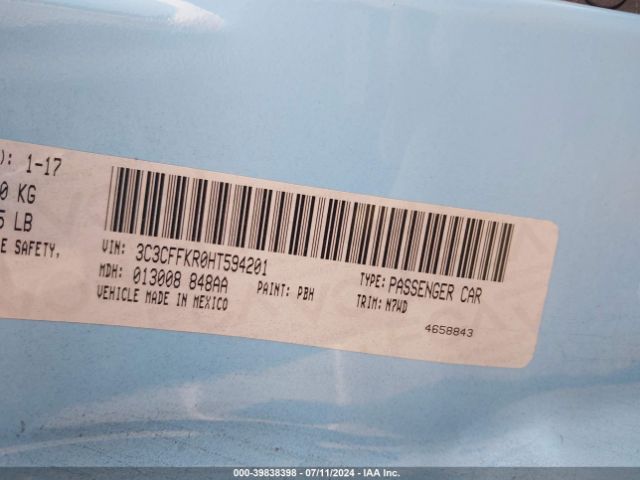 ): 1-17
0 KG
5 LB
E SAFETY,
VIN: 3C3CFFKR0HT594201
MDH: 013008 848AA PAINT: PBH
VEHICLE MADE IN MEXICO
TYPE: PASSENGER CAR
TRIM: N7WD
4658843
000-39838398 - 07/11/2024 - IAA Inc.